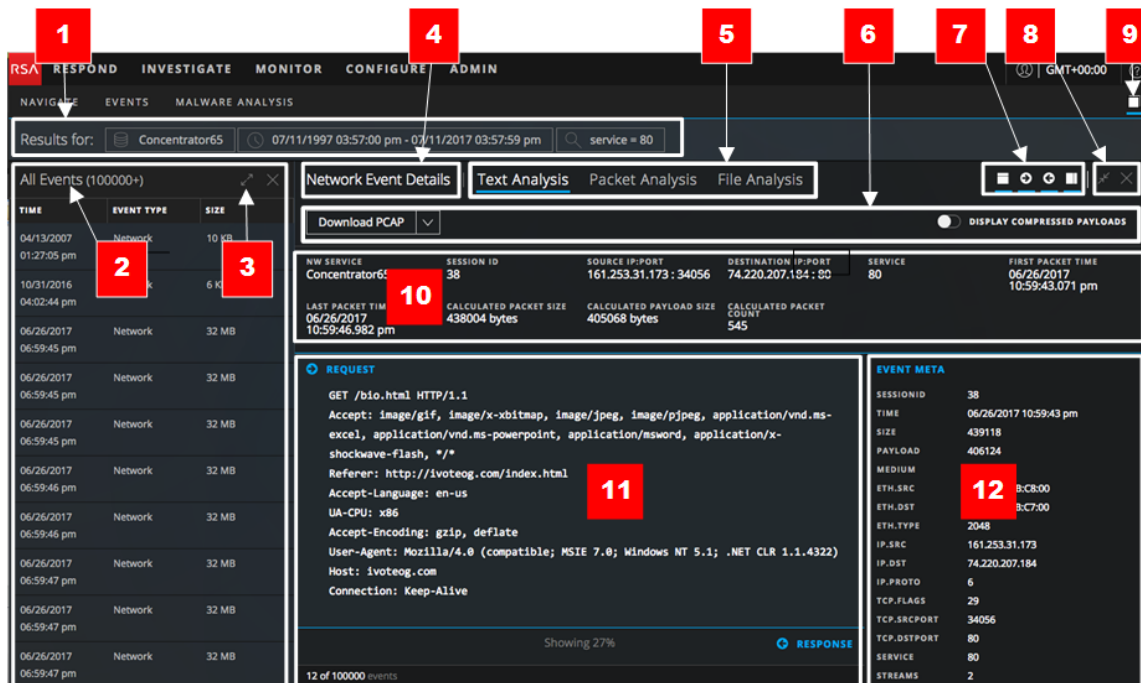 1 4 5 6 7 8 9
RSA RESPOND INVESTIGATE MONITOR CONFIGURE ADMIN GMT+00:00
NAVIGATE EVENTS MALWARE ANALYSIS
Results for: Concentrator65 07/11/1997 03:57:00 pm - 07/11/2017 03:57:59 pm service = 80
All Events (100000+)
TIME EVENT TYPE SIZE
04/13/2007 Network 10 KB
01:27:05 pm
10/31/2016
04:02:44 pm
2 3
06/26/2017 Network 32 MB
06:59:45 pm
06/26/2017 Network 32 MB
06:59:45 pm
06/26/2017 Network 32 MB
06:59:45 pm
06/26/2017 Network 32 MB
06:59:46 pm
06/26/2017 Network 32 MB
06:59:46 pm
06/26/2017 Network 32 MB
06:59:47 pm
06/26/2017 Network 32 MB
06:59:47 pm
06/26/2017 Network 32 MB
06:59:47 pm
Network Event Details Text Analysis Packet Analysis File Analysis
Download PCAP DISPLAY COMPRESSED PAYLOADS
NW SERVICE SESSION ID SOURCE IP:PORT DESTINATION IP:PORT SERVICE FIRST PACKET TIME
Concentrator65 38 161.253.31.173 : 34056 74.220.207.184 : 80 80 06/26/2017
10:59:43.071 pm
10
LAST PACKET TIME CALCULATED PACKET SIZE CALCULATED PAYLOAD SIZE CALCULATED PACKET
COUNT
06/26/2017 438004 bytes 405068 bytes 545
10:59:46.982 pm
REQUEST
GET /bio.html HTTP/1.1
Accept: image/gif, image/x-xbitmap, image/jpeg, image/pjpeg, application/vnd.ms-
excel, application/vnd.ms-powerpoint, application/msword, application/x-
shockwave-flash, */*
Referer: http://ivoteog.com/index.html
Accept-Language: en-us
UA-CPU: x86
Accept-Encoding: gzip, deflate
User-Agent: Mozilla/4.0 (compatible; MSIE 7.0; Windows NT 5.1; .NET CLR 1.1.4322)
Host: ivoteog.com
Connection: Keep-Alive
11
Showing 27% RESPONSE
12 of 100000 events
EVENT META
SESSIONID 38
TIME 06/26/2017 10:59:43 pm
SIZE 439118
PAYLOAD 406124
MEDIUM
ETH.SRC B:C8:00
12
ETH.DST B:C7:00
ETH.TYPE 2048
IP.SRC 161.253.31.173
IP.DST 74.220.207.184
IP.PROTO 6
TCP.FLAGS 29
TCP.SRCPORT 34056
TCP.DSTPORT 80
SERVICE 80
STREAMS 2